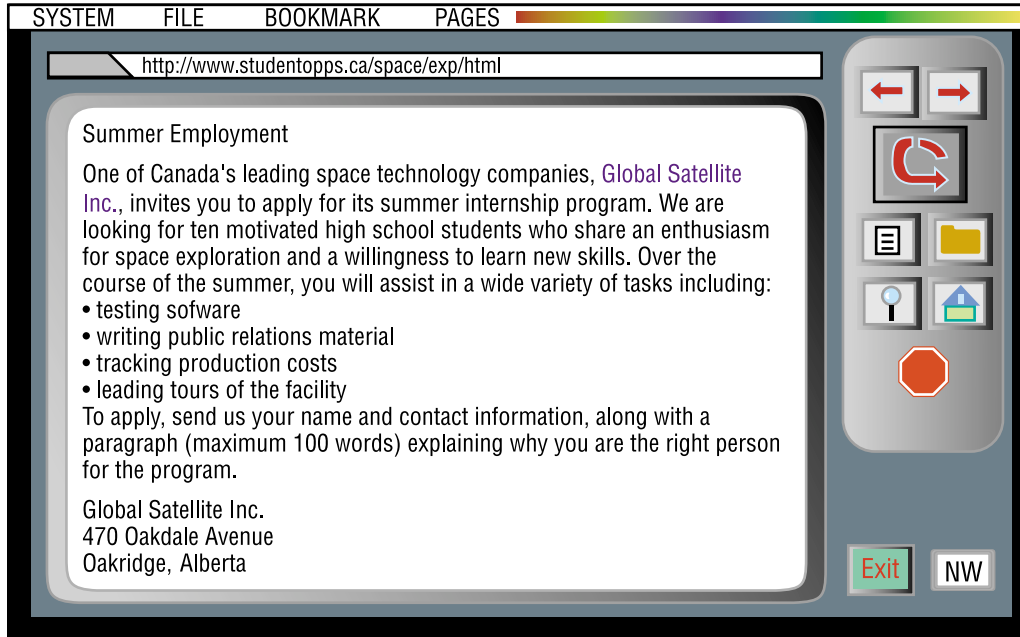 SYSTEM FILE BOOKMARK PAGES
http://www.studentopps.ca/space/exp/html
Summer Employment
One of Canada's leading space technology companies, Global Satellite
Inc., invites you to apply for its summer internship program. We are
looking for ten motivated high school students who share an enthusiasm
for space exploration and a willingness to learn new skills. Over the
course of the summer, you will assist in a wide variety of tasks including:
• testing sofware
• writing public relations material
• tracking production costs
• leading tours of the facility
To apply, send us your name and contact information, along with a
paragraph (maximum 100 words) explaining why you are the right person
for the program.
Global Satellite Inc.
470 Oakdale Avenue
Oakridge, Alberta
Exit NW